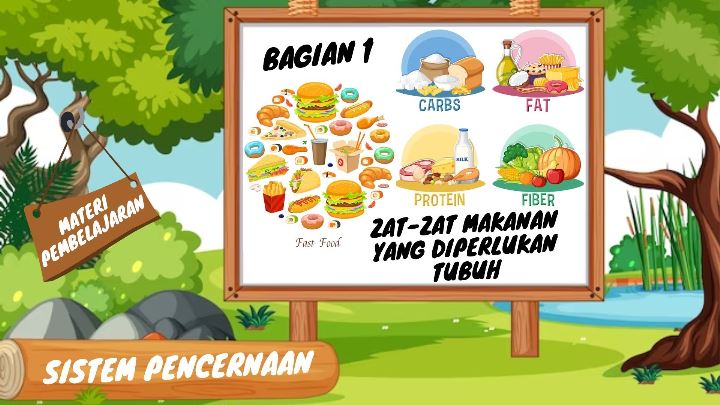 BAGIAN 1
CARBS
FAT
PROTEIN
MILK
FIBER
Fast Food
ZAT-ZAT MAKANAN
YANG DIPERLUKAN
TUBUH
MATERI
PEMBELAJARAN
SISTEM PENCERNAAN